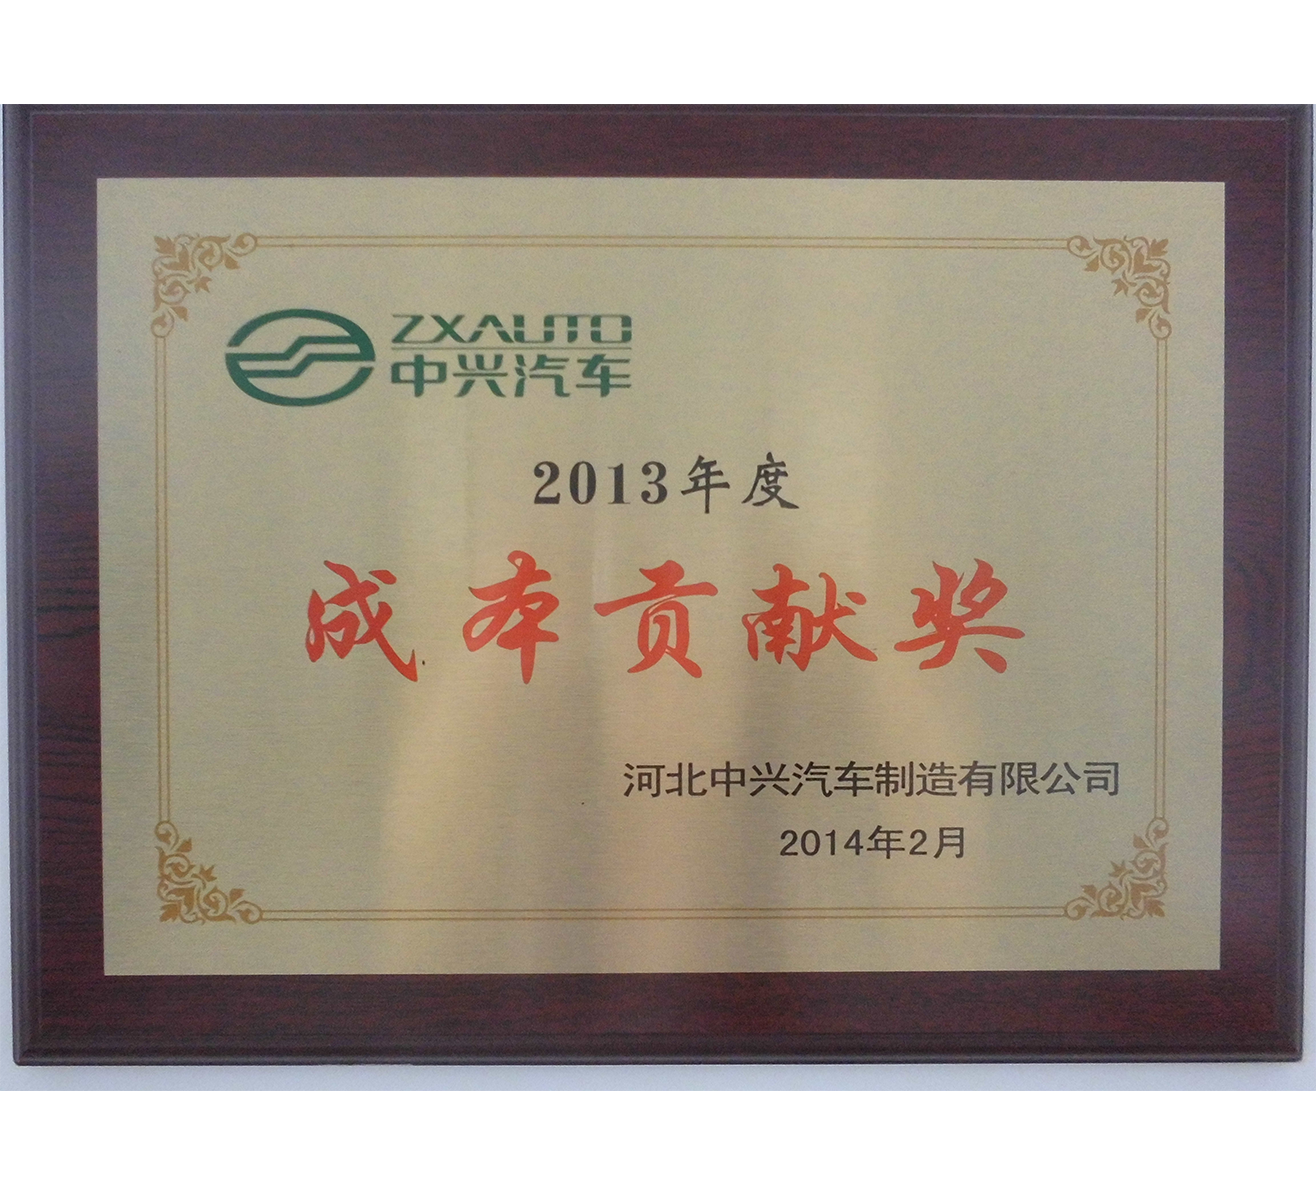 ZXAUTO
中兴汽车
2013年度
成本贡献奖
河北中兴汽车制造有限公司
2014年2月